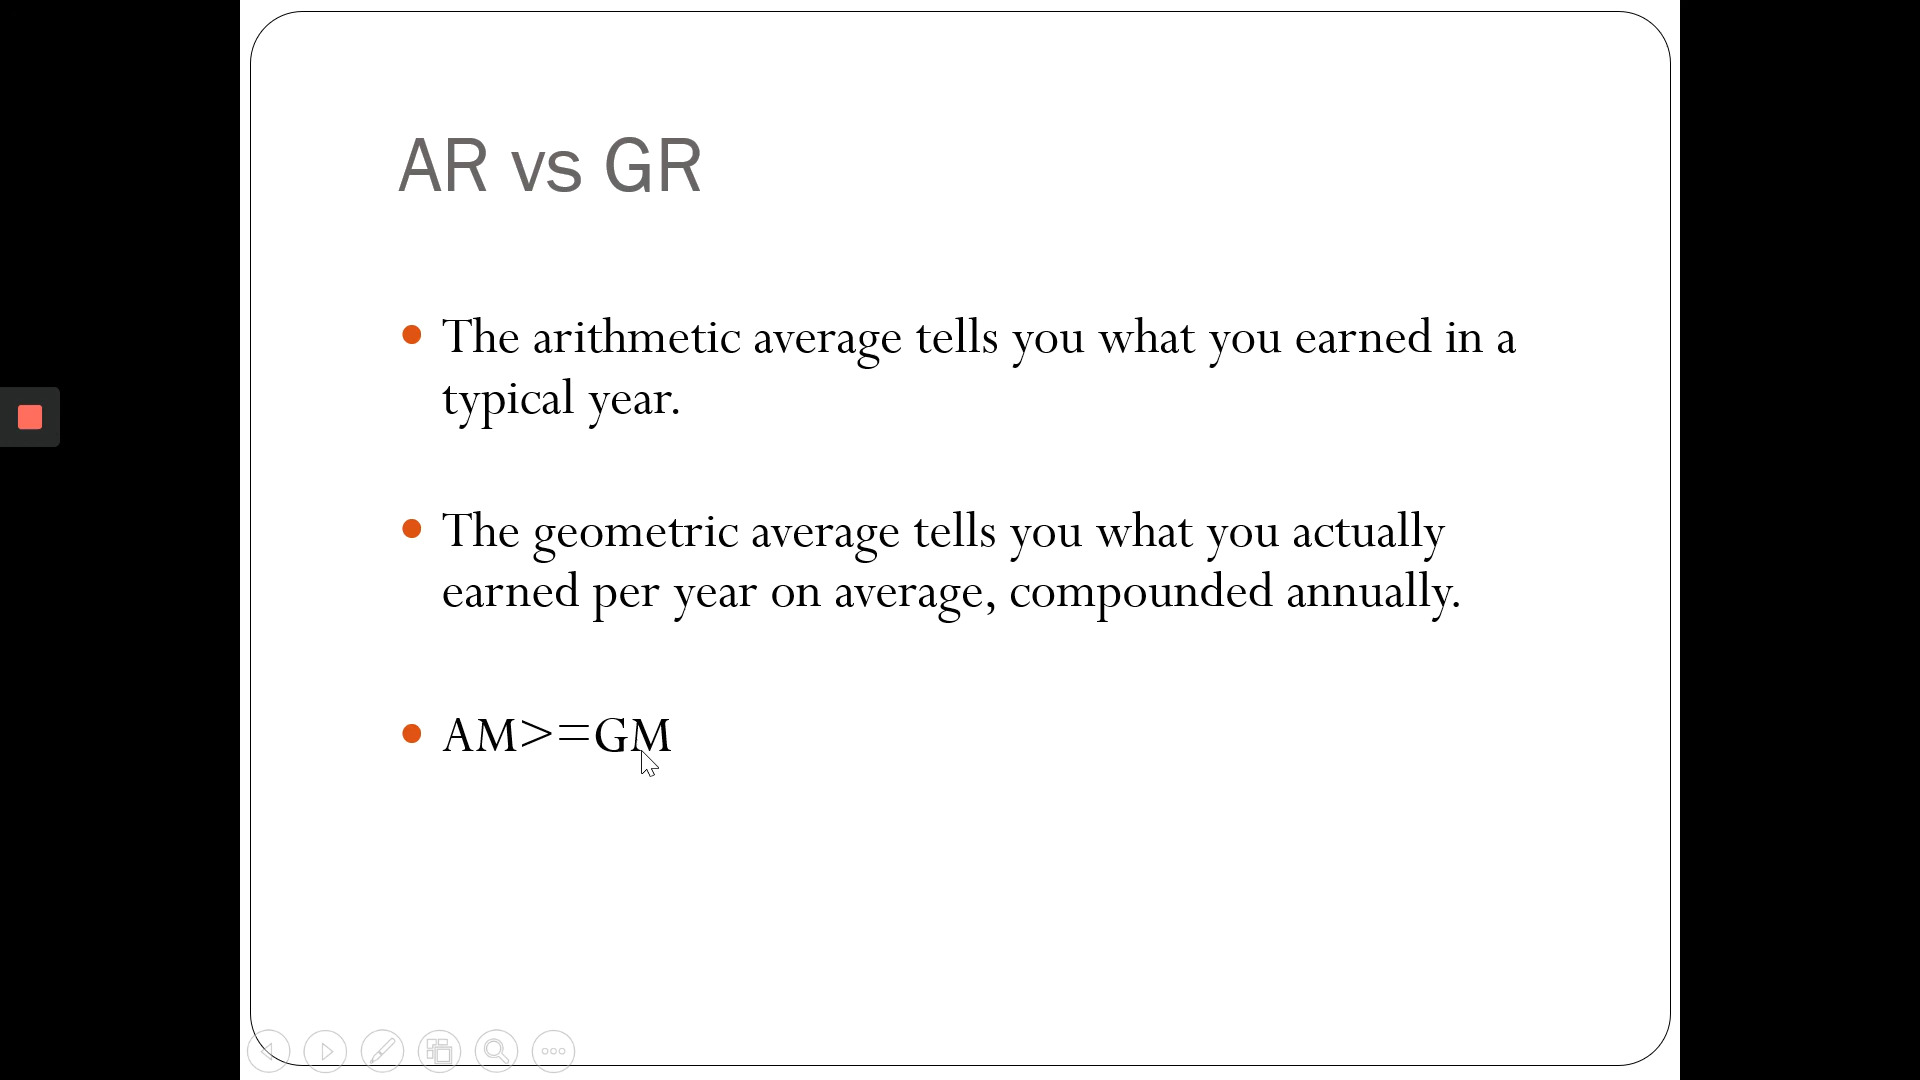 AR vs GR
The arithmetic average tells you what you earned in a
typical year.
The geometric average tells you what you actually
earned per year on average, compounded annually.
AM>=GM